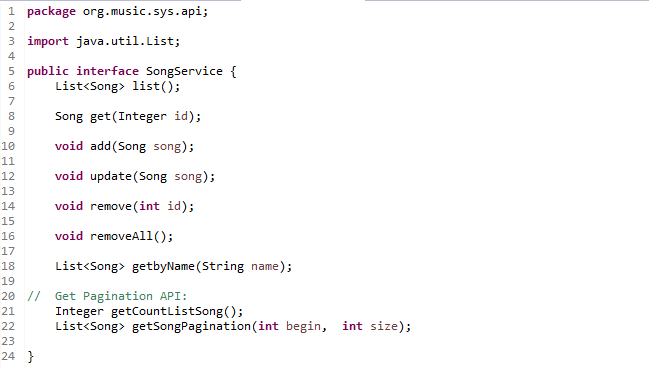 1 package org.music.sys.api;
2
3 import java.util.List;
4
5 public interface SongService {
6     List<Song> list();
7
8     Song get(Integer id);
9
10     void add(Song song);
11
12     void update(Song song);
13
14     void remove(int id);
15
16     void removeAll();
17
18     List<Song> getbyName(String name);
19
20 //  Get Pagination API:
21     Integer getCountListSong();
22     List<Song> getSongPagination(int begin,  int size);
23
24 }